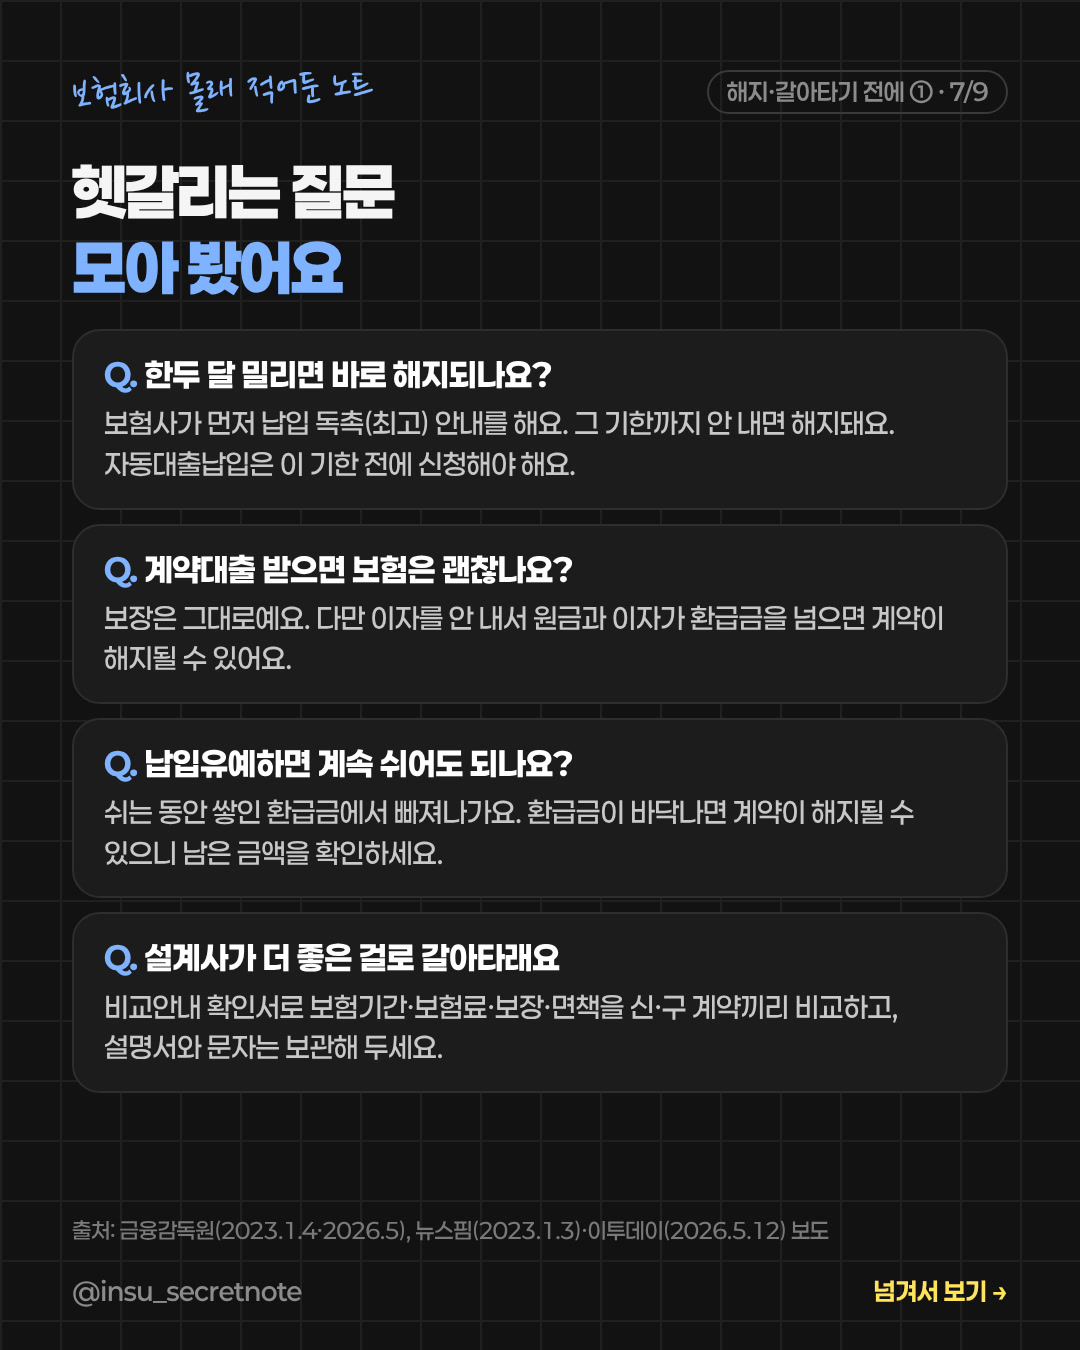 보험회사 몰래 적어둔 노트
해지·갈아타기 전에 ① · 7/9
헷갈리는 질문
모아 봤어요
Q. 한두 달 밀리면 바로 해지되나요?
보험사가 먼저 납입 독촉(최고) 안내를 해요. 그 기한까지 안 내면 해지돼요.
자동대출납입은 이 기한 전에 신청해야 해요.
Q. 계약대출 받으면 보험은 괜찮나요?
보장은 그대로예요. 다만 이자를 안 내서 원금과 이자가 환급금을 넘으면 계약이
해지될 수 있어요.
Q. 납입유예하면 계속 쉬어도 되나요?
쉬는 동안 쌓인 환급금에서 빠져나가요. 환급금이 바닥나면 계약이 해지될 수
있으니 남은 금액을 확인하세요.
Q. 설계사가 더 좋은 걸로 갈아타래요
비교안내 확인서로 보험기간·보험료·보장·면책을 신·구 계약끼리 비교하고,
설명서와 문자는 보관해 두세요.
출처: 금융감독원(2023.1.4·2026.5), 뉴스핌(2023.1.3)·이투데이(2026.5.12) 보도
@insu_secretnote
넘겨서 보기 →